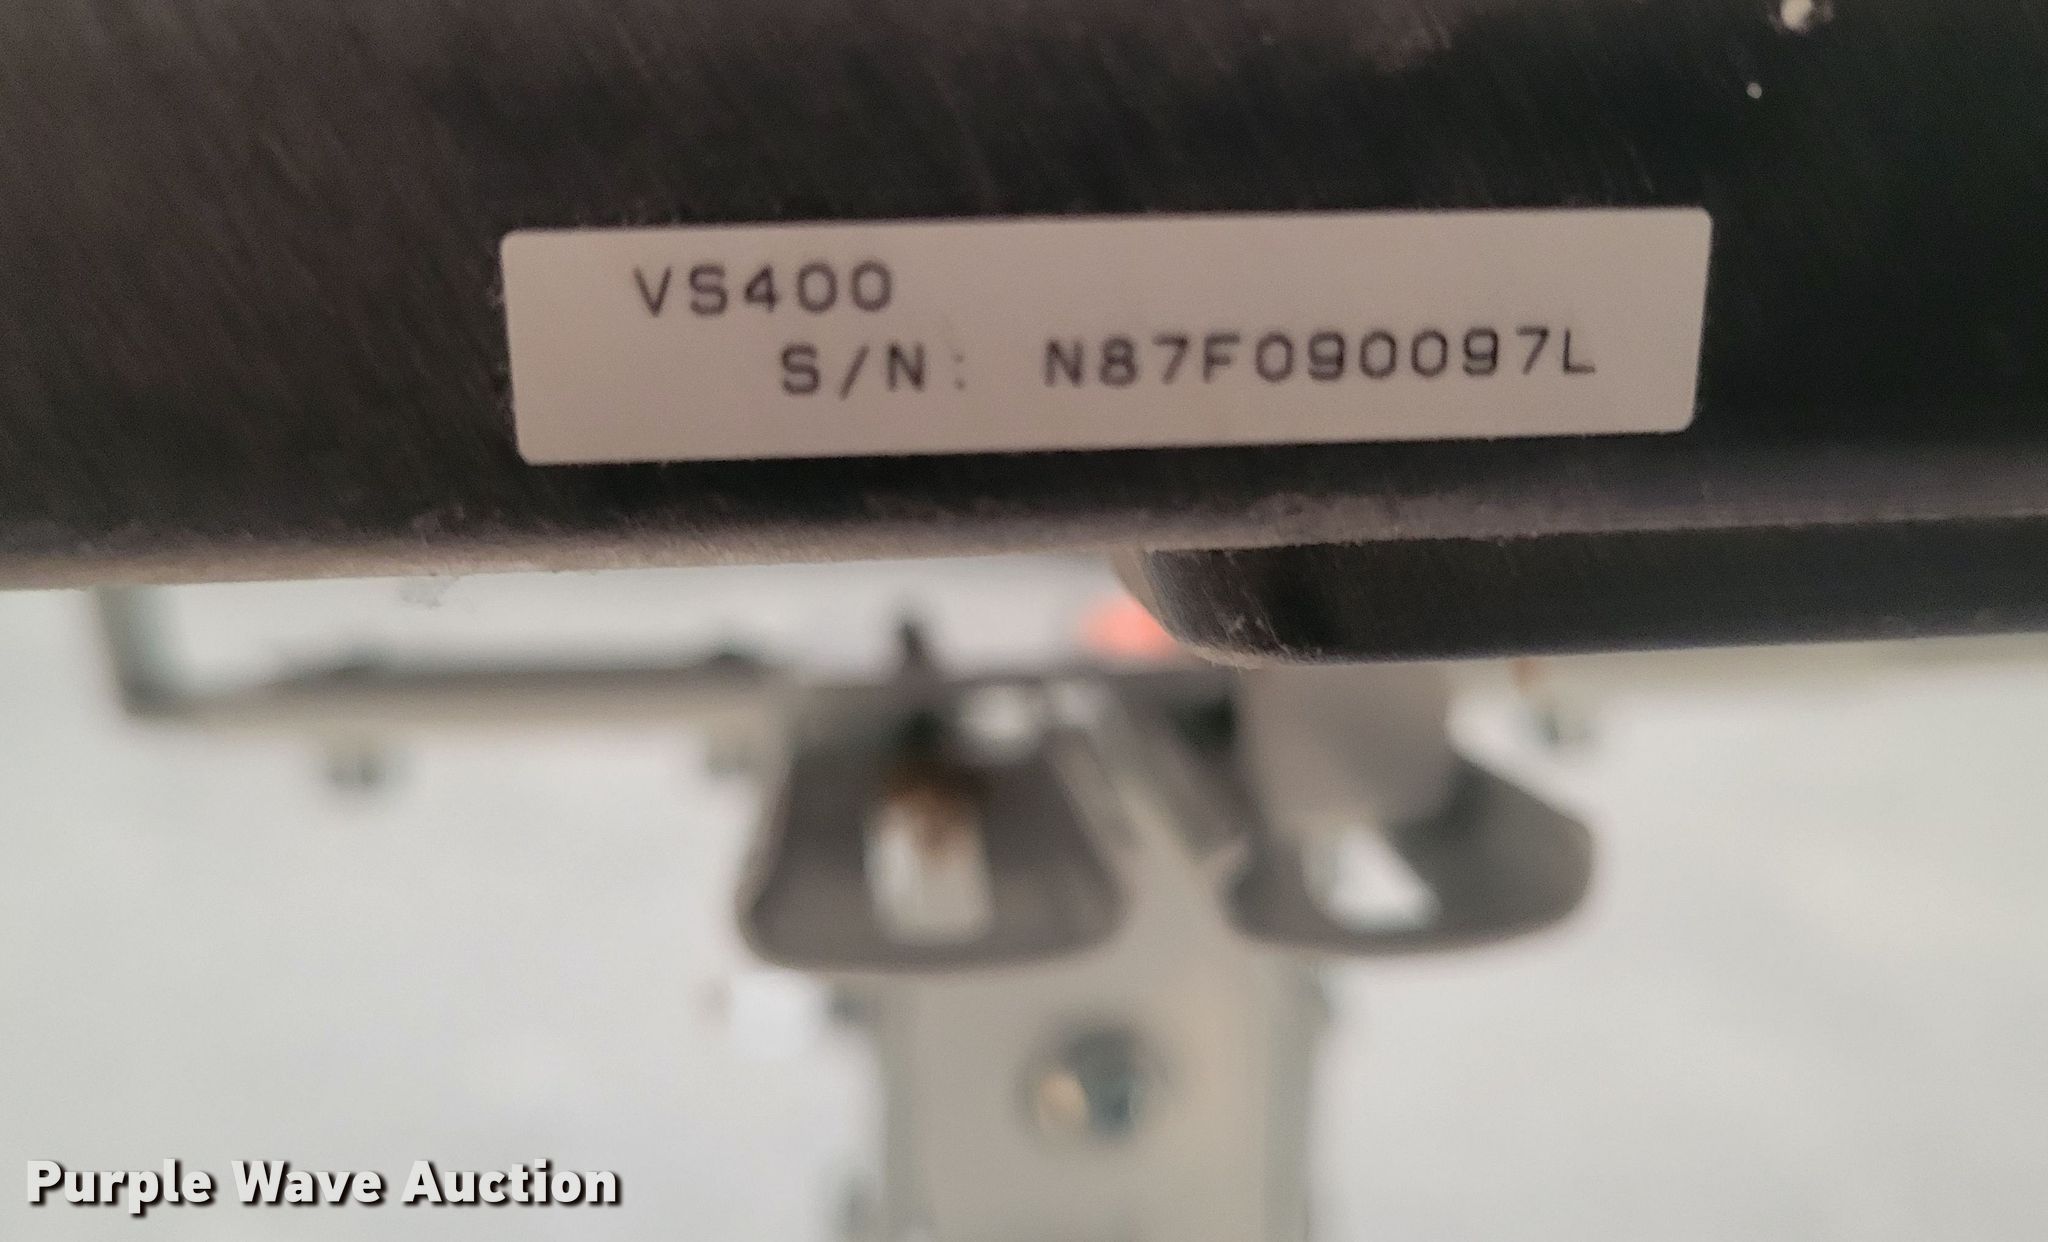 VS400
S/N: N87F090097L
Purple Wave Auction